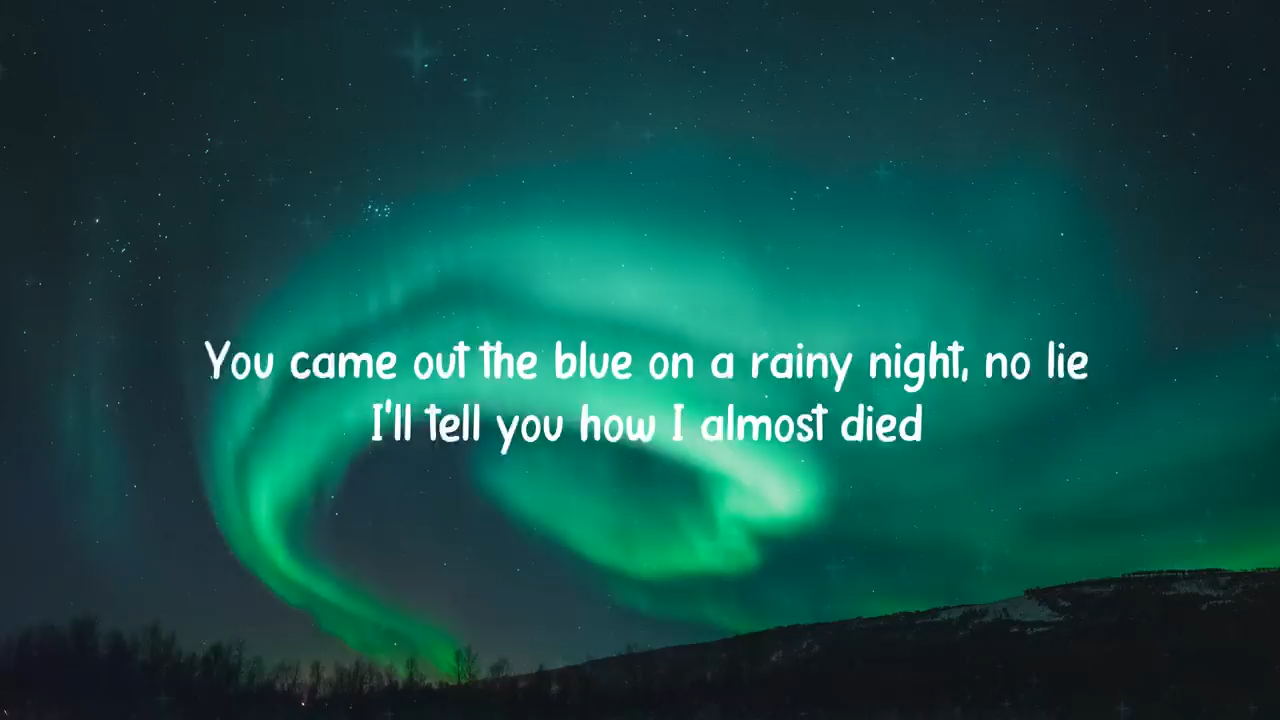 You came out the blue on a rainy night, no lie
I'll tell you how I almost died